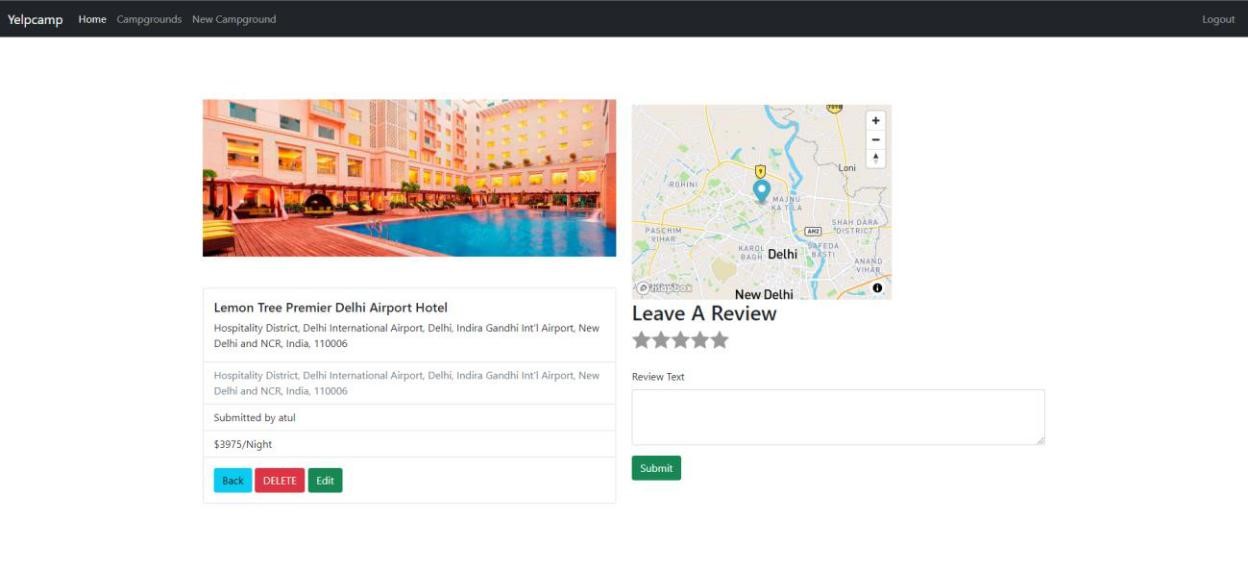 Yelpcamp Home Campgrounds New Campground Logout
Lemon Tree Premier Delhi Airport Hotel
Hospitality District, Delhi International Airport, Delhi, Indira Gandhi Int'l Airport, New
Delhi and NCR, India, 110006
Hospitality District, Delhi International Airport, Delhi, Indira Gandhi Int'l Airport, New
Delhi and NCR, India, 110006
Submitted by atul
$3975/Night
Back DELETE Edit
Loni
ROHINI
9
MAJNU
KA TILA
SHAH DARA
DISTRICT
AH2
PASCHIM
VIHAR
KAROL
BAGH
Delhi
SAFEDA
BASTI
ANAND
VIHAR
mapbox
New Delhi
Leave A Review
Review Text
Submit